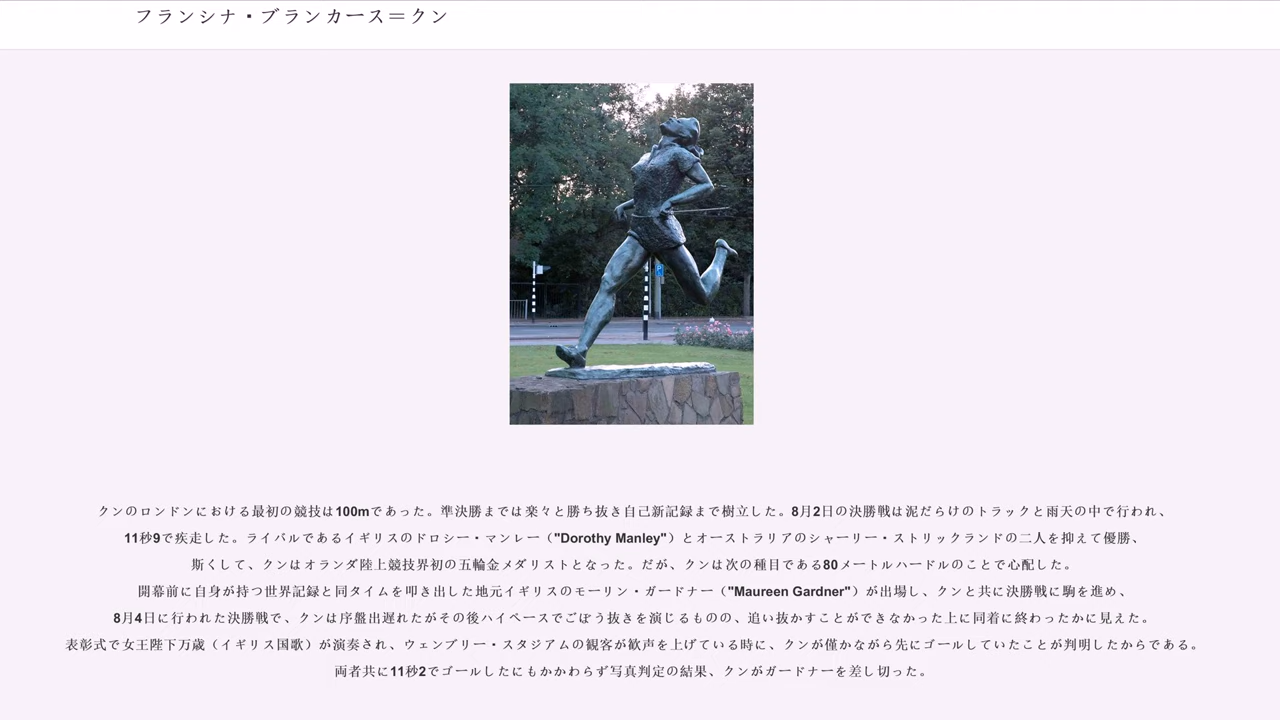 フランシナ・ブランカース＝クン
クンのロンドンにおける最初の競技は100mであった。準決勝までは楽々と勝ち抜き自己新記録まで樹立した。8月2日の決勝戦は泥だらけのトラックと雨天の中で行われ、
11秒9で疾走した。ライバルであるイギリスのドロシー・マンレー（"Dorothy Manley"）とオーストラリアのシャーリー・ストリックランドの二人を抑えて優勝、
斯くして、クンはオランダ陸上競技界初の五輪金メダリストとなった。だが、クンは次の種目である80メートルハードルのことで心配した。
開幕前に自身が持つ世界記録と同タイムを叩き出した地元イギリスのモーリン・ガードナー（"Maureen Gardner"）が出場し、クンと共に決勝戦に駒を進め、
8月4日に行われた決勝戦で、クンは序盤出遅れたがその後ハイペースでごぼう抜きを演じるものの、追い抜かすことができなかった上に同着に終わったかに見えた。
表彰式で女王陛下万歳（イギリス国歌）が演奏され、ウェンブリー・スタジアムの観客が歓声を上げている時に、クンが僅かながら先にゴールしていたことが判明したからである。
両者共に11秒2でゴールしたにもかかわらず写真判定の結果、クンがガードナーを差し切った。